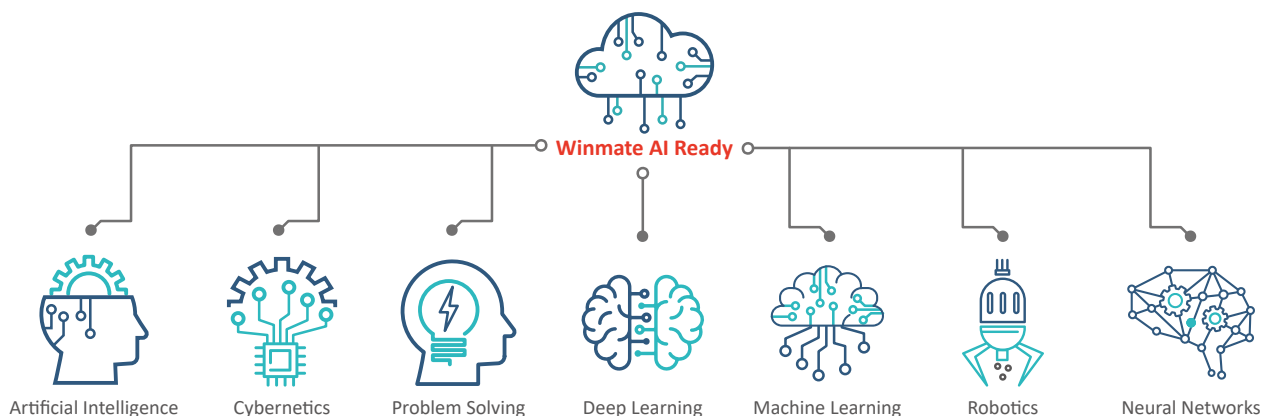 Winmate AI Ready
Artificial Intelligence
Cybernetics
Problem Solving
Deep Learning
Machine Learning
Robotics
Neural Networks